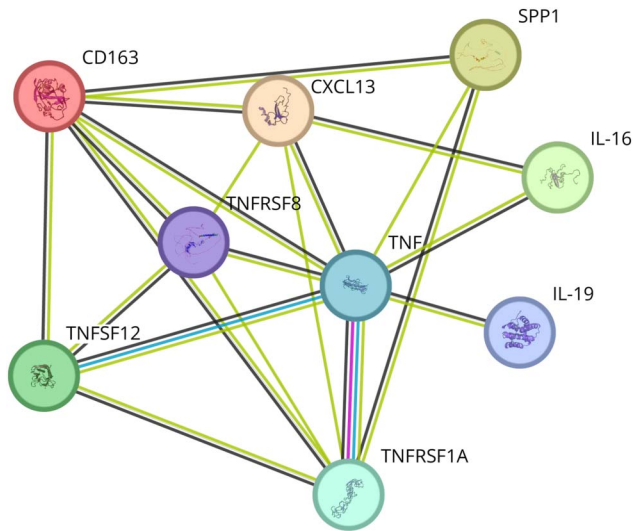 SPP1
CD163
CXCL13
IL-16
TNFRSF8
TNF
IL-19
TNFSF12
TNFRSF1A